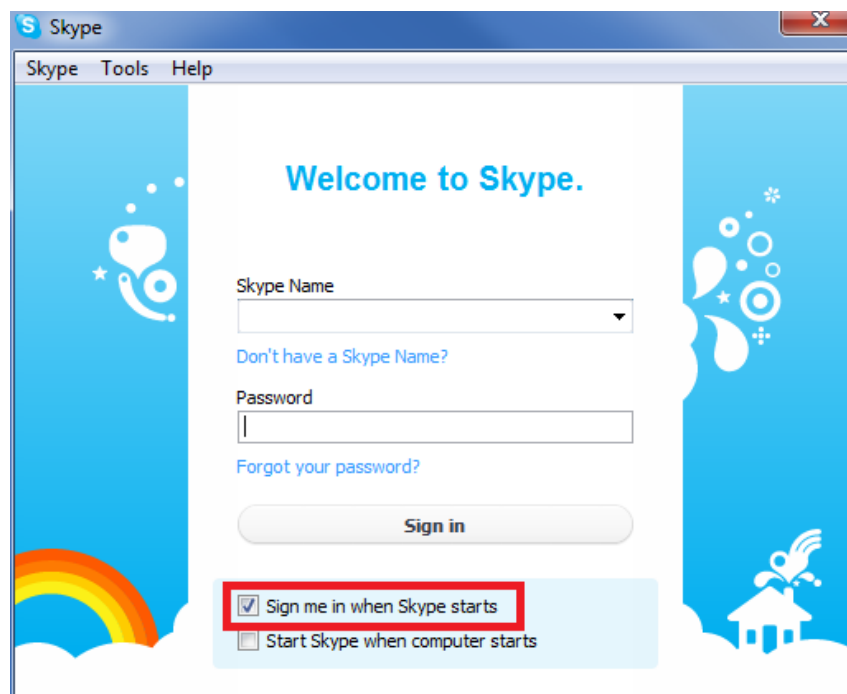 Skype
Skype Tools Help
Welcome to Skype.
Skype Name
Don't have a Skype Name?
Password
Forgot your password?
Sign in
Sign me in when Skype starts
Start Skype when computer starts